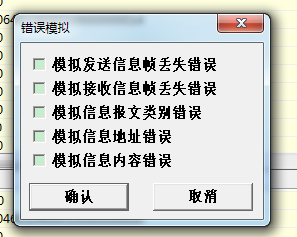 错误模拟
模拟发送信息帧丢失错误
模拟接收信息帧丢失错误
模拟信息报文类别错误
模拟信息地址错误
模拟信息内容错误
确认 取消